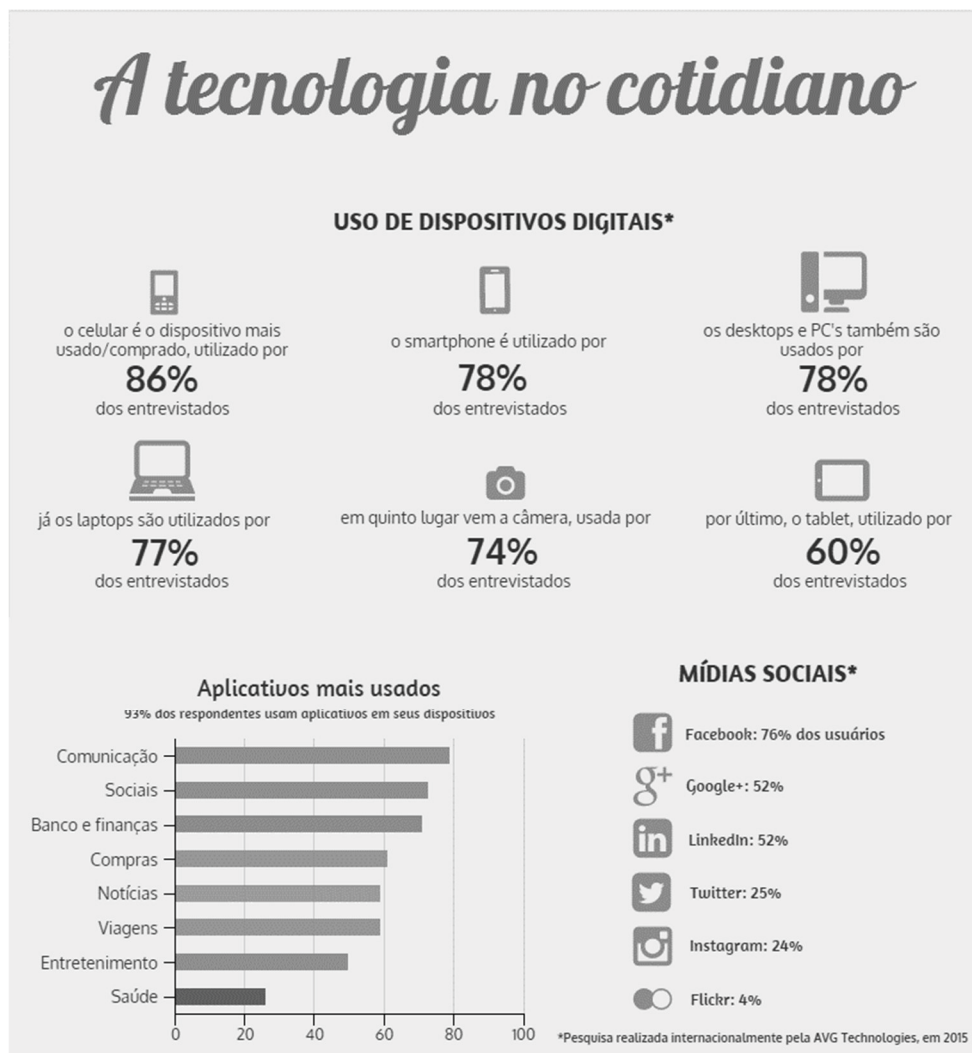 A tecnologia no cotidiano
USO DE DISPOSITIVOS DIGITAIS*
o celular é o dispositivo mais
usado/comprado, utilizado por
86%
dos entrevistados
o smartphone é utilizado por
78%
dos entrevistados
os desktops e PC's também são
usados por
78%
dos entrevistados
já os laptops são utilizados por
77%
dos entrevistados
em quinto lugar vem a câmera, usada por
74%
dos entrevistados
por último, o tablet, utilizado por
60%
dos entrevistados
Aplicativos mais usados
93% dos respondentes usam aplicativos em seus dispositivos
Comunicação
Sociais
Banco e finanças
Compras
Notícias
Viagens
Entretenimento
Saúde
0 20 40 60 80 100
MÍDIAS SOCIAIS*
f Facebook: 76% dos usuários
g+ Google+: 52%
in LinkedIn: 52%
Twitter: 25%
Instagram: 24%
Flickr: 4%
*Pesquisa realizada internacionalmente pela AVG Technologies, em 2015